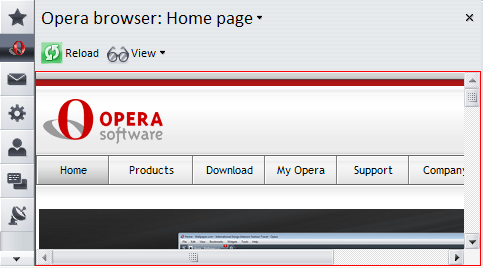 Opera browser: Home page
Reload View
OPERA
software
Home Products Download My Opera Support Company